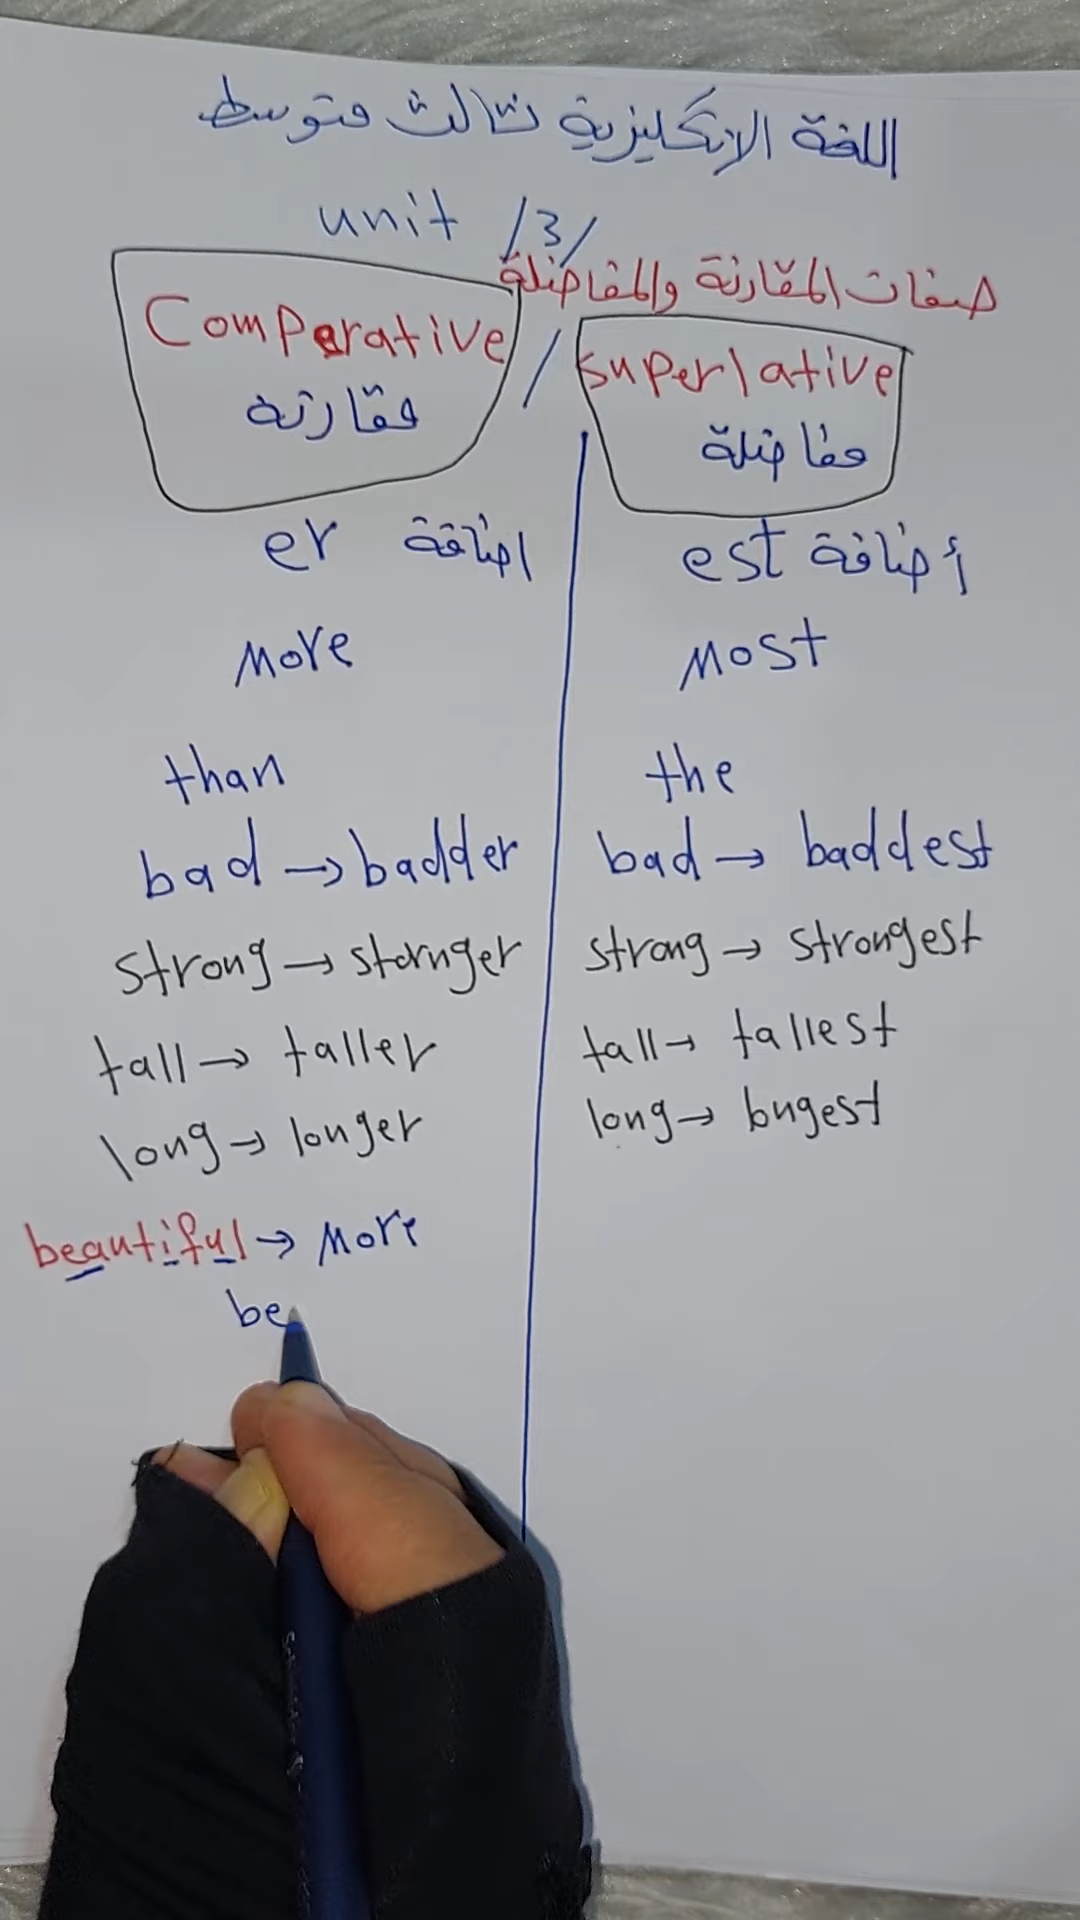 اللغة الانكليزية ثالث متوسط
unit /3/
صفات المقارنة والمفاضلة
Comperative / superlative
مقارنه
مفاضلة
er اضافة
est أضافة
More
Most
than
the
bad → badder
bad → baddest
strong → stornger
strong → strongest
tall → taller
tall → tallest
long → longer
long → bngest
beautiful → More
be